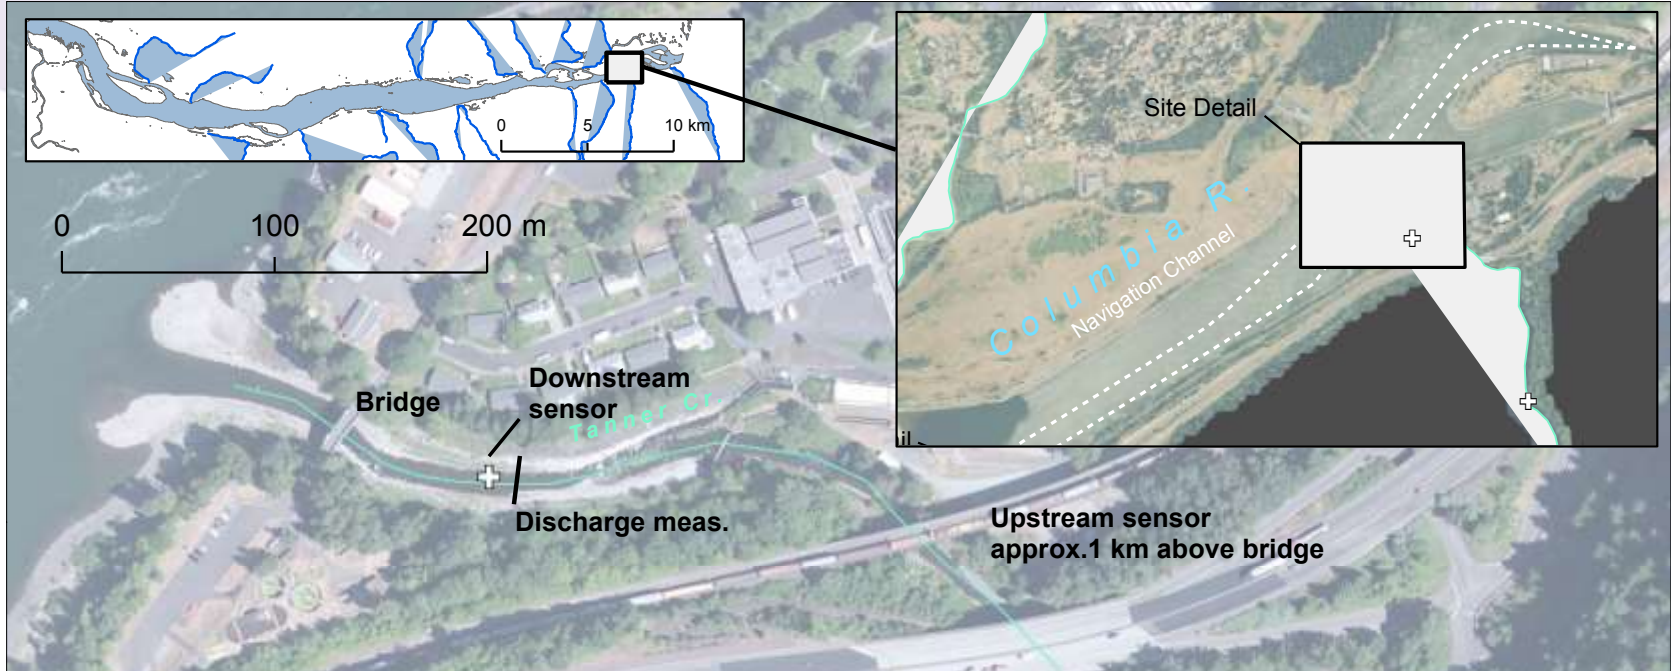 0 5 10 km
Site Detail
Columbia R.
Navigation Channel
0 100 200 m
Bridge
Downstream
sensor
Tanner Cr.
Discharge meas.
Upstream sensor
approx.1 km above bridge